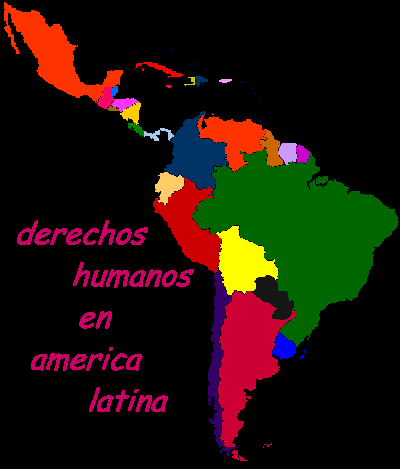 derechos
humanos
en
america
latina